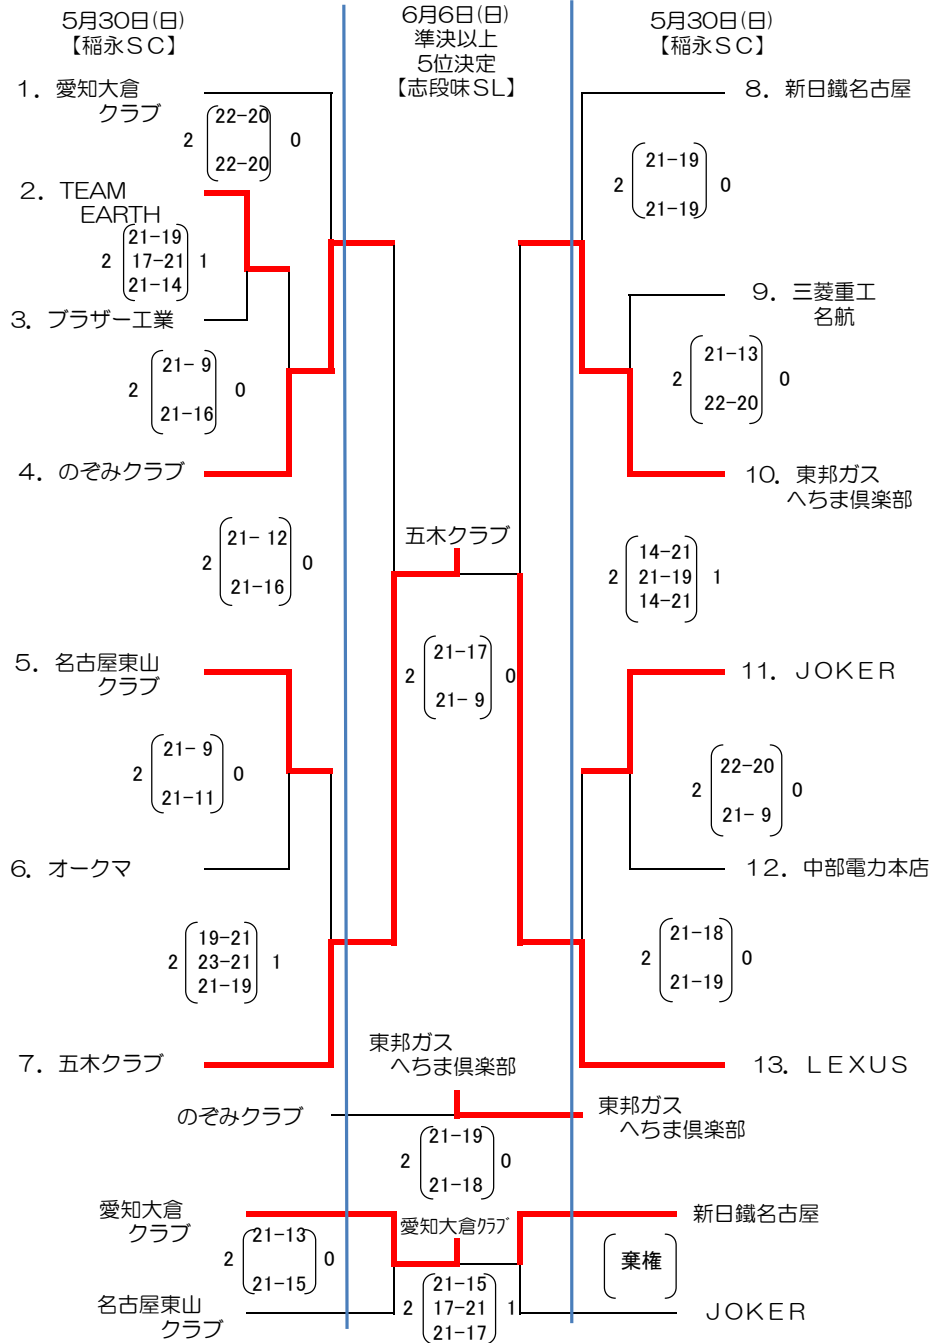 5月30日(日)
【稲永ＳＣ】
6月6日(日)
準決以上
5位決定
【志段味ＳＬ】
5月30日(日)
【稲永ＳＣ】
1．愛知大倉
クラブ
2 22-20 0
22-20
2．TEAM
EARTH
21-19
2 17-21 1
21-14
3．ブラザー工業
21- 9
2 0
21-16
4．のぞみクラブ
21- 12
2 0
21-16
5．名古屋東山
クラブ
21- 9
2 0
21-11
6．オークマ
19-21
2 23-21 1
21-19
7．五木クラブ
五木クラブ
21-17
2 0
21- 9
8．新日鐵名古屋
21-19
2 0
21-19
9．三菱重工
名航
21-13
2 0
22-20
10．東邦ガス
へちま倶楽部
14-21
2 21-19 1
14-21
11．ＪＯＫＥＲ
22-20
2 0
21- 9
12．中部電力本店
21-18
2 0
21-19
13．ＬＥＸＵＳ
東邦ガス
へちま倶楽部
のぞみクラブ
東邦ガス
へちま倶楽部
21-19
2 0
21-18
愛知大倉
クラブ
21-13
2 0
21-15
名古屋東山
クラブ
愛知大倉ｸﾗﾌﾞ
21-15
2 17-21 1
21-17
新日鐵名古屋
棄権
ＪＯＫＥＲ